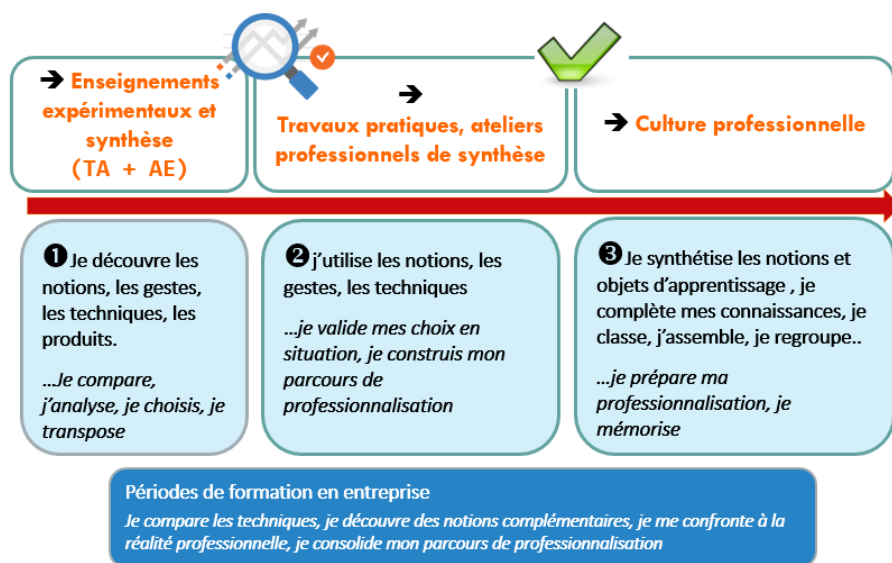 ➔ Enseignements
expérimentaux et
synthèse
(TA + AE)
➔
Travaux pratiques, ateliers
professionnels de synthèse
➔ Culture professionnelle
❶Je découvre les
notions, les gestes,
les techniques, les
produits.
...Je compare,
j'analyse, je choisis, je
transpose
❷j'utilise les notions, les
gestes, les techniques
...je valide mes choix en
situation, je construis mon
parcours de
professionnalisation
❸Je synthétise les notions et
objets d'apprentissage , je
complète mes connaissances, je
classe, j'assemble, je regroupe..
...je prépare ma
professionnalisation, je
mémorise
Périodes de formation en entreprise
Je compare les techniques, je découvre des notions complémentaires, je me confronte à la
réalité professionnelle, je consolide mon parcours de professionnalisation